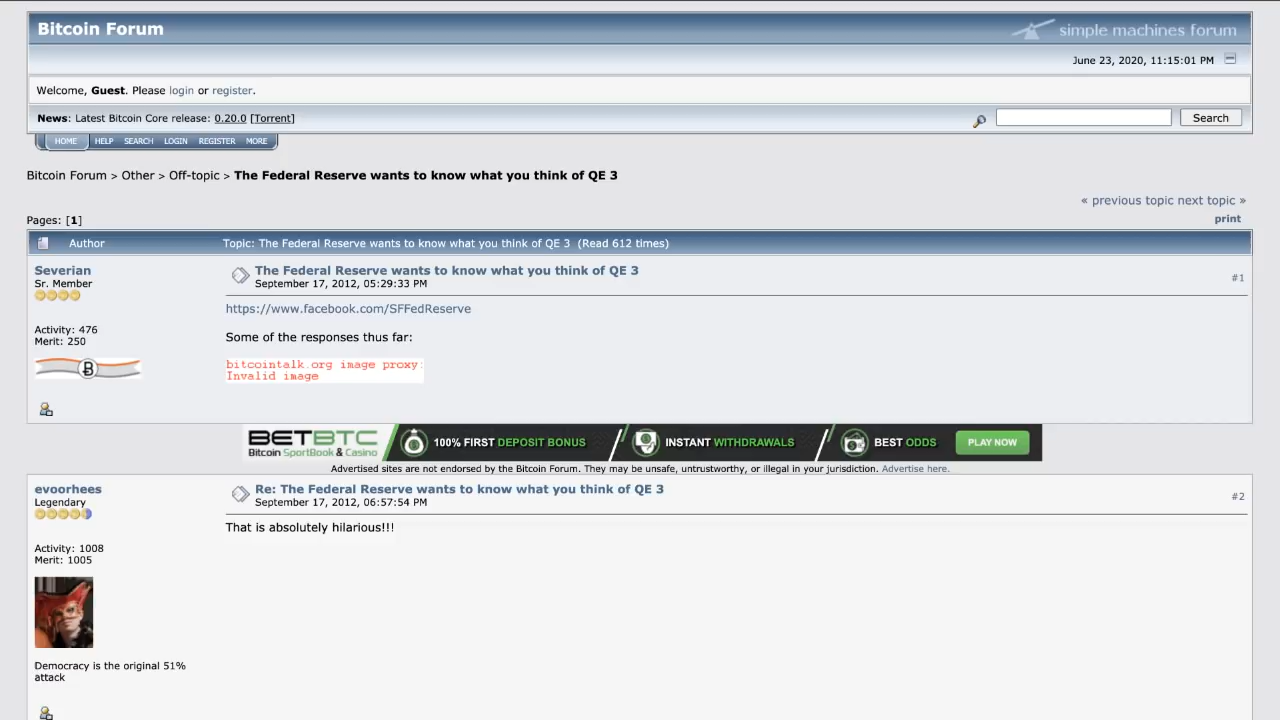 Bitcoin Forum
simple machines forum
June 23, 2020, 11:15:01 PM
Welcome, Guest. Please login or register.
News: Latest Bitcoin Core release: 0.20.0 [Torrent]
Search
HOME HELP SEARCH LOGIN REGISTER MORE
Bitcoin Forum > Other > Off-topic > The Federal Reserve wants to know what you think of QE 3
« previous topic next topic »
Pages: [1]
print
Author Topic: The Federal Reserve wants to know what you think of QE 3 (Read 612 times)
Severian
Sr. Member
Activity: 476
Merit: 250
The Federal Reserve wants to know what you think of QE 3
September 17, 2012, 05:29:33 PM
#1
https://www.facebook.com/SFFedReserve
Some of the responses thus far:
bitcointalk.org image proxy:
Invalid image
BETBTC
Bitcoin SportBook & Casino
100% FIRST DEPOSIT BONUS
INSTANT WITHDRAWALS
BEST ODDS
PLAY NOW
Advertised sites are not endorsed by the Bitcoin Forum. They may be unsafe, untrustworthy, or illegal in your jurisdiction. Advertise here.
evoorhees
Legendary
Activity: 1008
Merit: 1005
Democracy is the original 51%
attack
Re: The Federal Reserve wants to know what you think of QE 3
September 17, 2012, 06:57:54 PM
#2
That is absolutely hilarious!!!